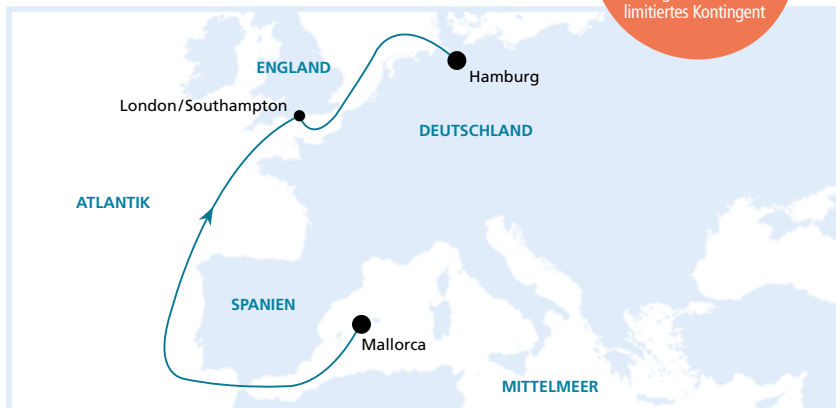 limitiertes Kontingent
ENGLAND
Hamburg
London/Southampton
DEUTSCHLAND
ATLANTIK
SPANIEN
Mallorca
MITTELMEER